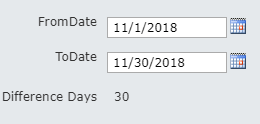 FromDate 11/1/2018
ToDate 11/30/2018
Difference Days 30